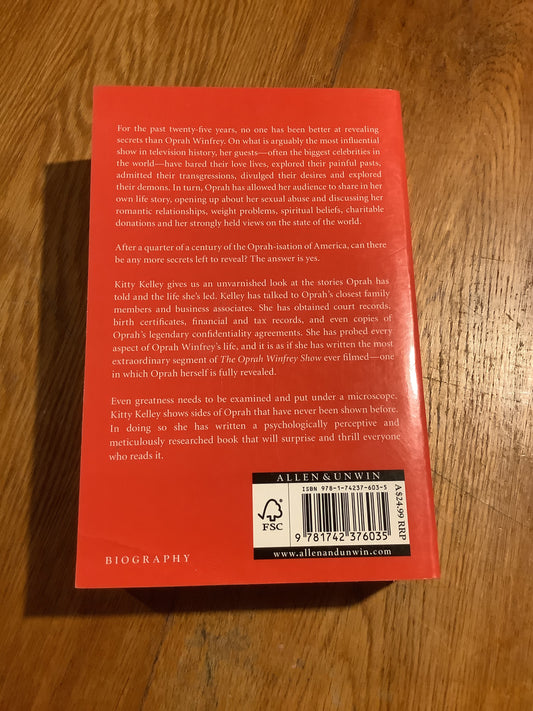 For the past twenty-five years, no one has been better at revealing
secrets than Oprah Winfrey. On what is arguably the most influential
show in television history, her guests—often the biggest celebrities in
the world—have bared their love lives, explored their painful pasts,
admitted their transgressions, divulged their desires and explored
their demons. In turn, Oprah has allowed her audience to share in her
own life story, opening up about her sexual abuse and discussing her
romantic relationships, weight problems, spiritual beliefs, charitable
donations and her strongly held views on the state of the world.
After a quarter of a century of the Oprah-isation of America, can there
be any more secrets left to reveal? The answer is yes.
Kitty Kelley gives us an unvarnished look at the stories Oprah has
told and the life she's led. Kelley has talked to Oprah's closest family
members and business associates. She has obtained court records,
birth certificates, financial and tax records, and even copies of
Oprah's legendary confidentiality agreements. She has probed every
aspect of Oprah Winfrey's life, and it is as if she has written the most
extraordinary segment of The Oprah Winfrey Show ever filmed—one
in which Oprah herself is fully revealed.
Even greatness needs to be examined and put under a microscope.
Kitty Kelley shows sides of Oprah that have never been shown before.
In doing so she has written a psychologically perceptive and
meticulously researched book that will surprise and thrill everyone
who reads it.
ALLEN & UNWIN
ISBN 978-1-74237-603-5
FSC
9 781742 376035
A$24.99 RRP
www.allenandunwin.com
BIOGRAPHY